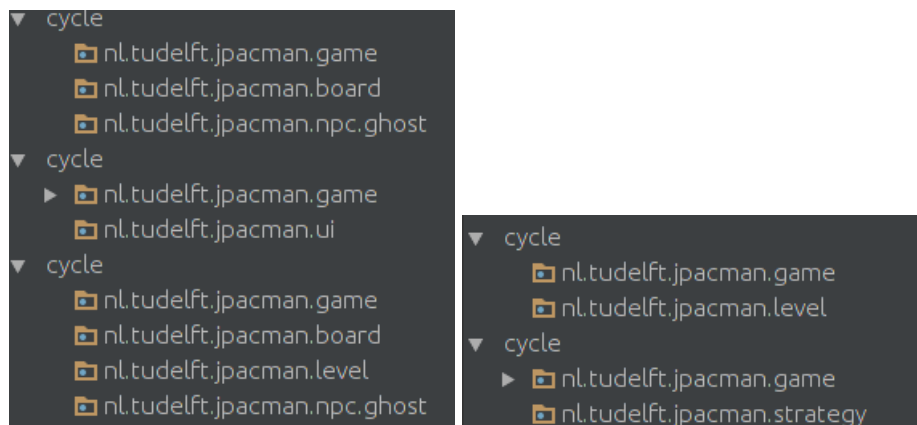 cycle
nl.tudelft.jpacman.game
nl.tudelft.jpacman.board
nl.tudelft.jpacman.npc.ghost
cycle
nl.tudelft.jpacman.game
nl.tudelft.jpacman.ui
cycle
nl.tudelft.jpacman.game
nl.tudelft.jpacman.board
nl.tudelft.jpacman.level
nl.tudelft.jpacman.npc.ghost
cycle
nl.tudelft.jpacman.game
nl.tudelft.jpacman.level
cycle
nl.tudelft.jpacman.game
nl.tudelft.jpacman.strategy